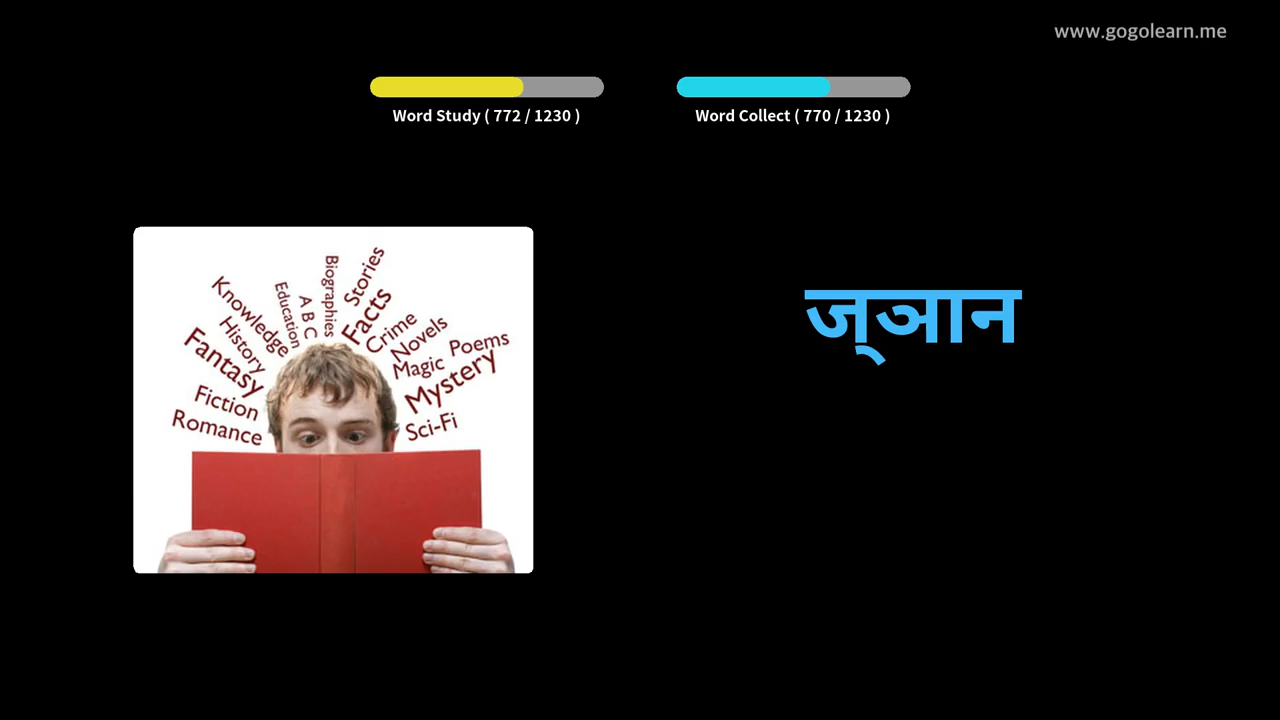 www.gogolearn.me
Word Study ( 772 / 1230 )
Word Collect ( 770 / 1230 )
ज्‌ञान
Biographies
Stories
Education
A B C
Facts
Knowledge
Crime
History
Novels
Poems
Fantasy
Magic
Mystery
Fiction
Sci-Fi
Romance